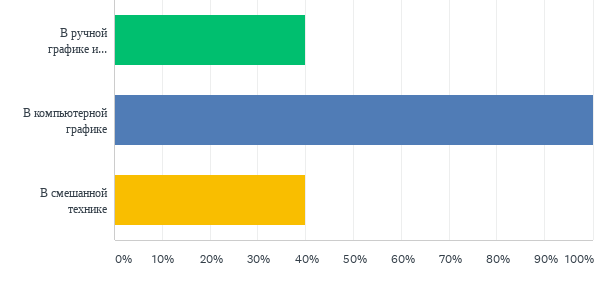 В ручной
графике и...
В компьютерной
графике
В смешанной
технике
0% 10% 20% 30% 40% 50% 60% 70% 80% 90% 100%